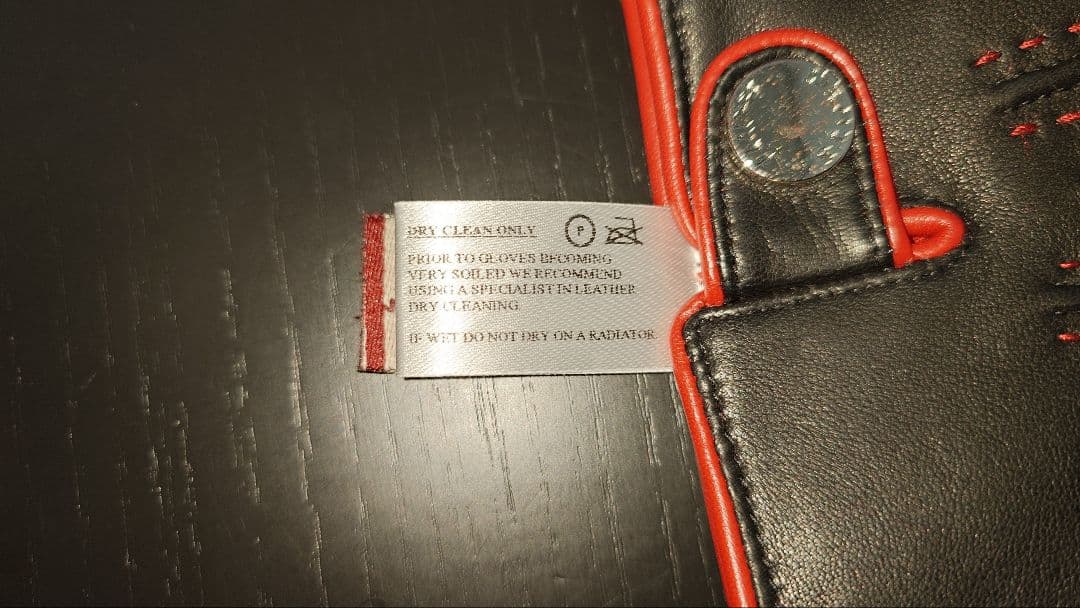 DRY CLEAN ONLY P
PRIOR TO GLOVES BECOMING
VERY SOILED WE RECOMMEND
USING A SPECIALIST IN LEATHER
DRY CLEANING
IF WET DO NOT DRY ON A RADIATOR